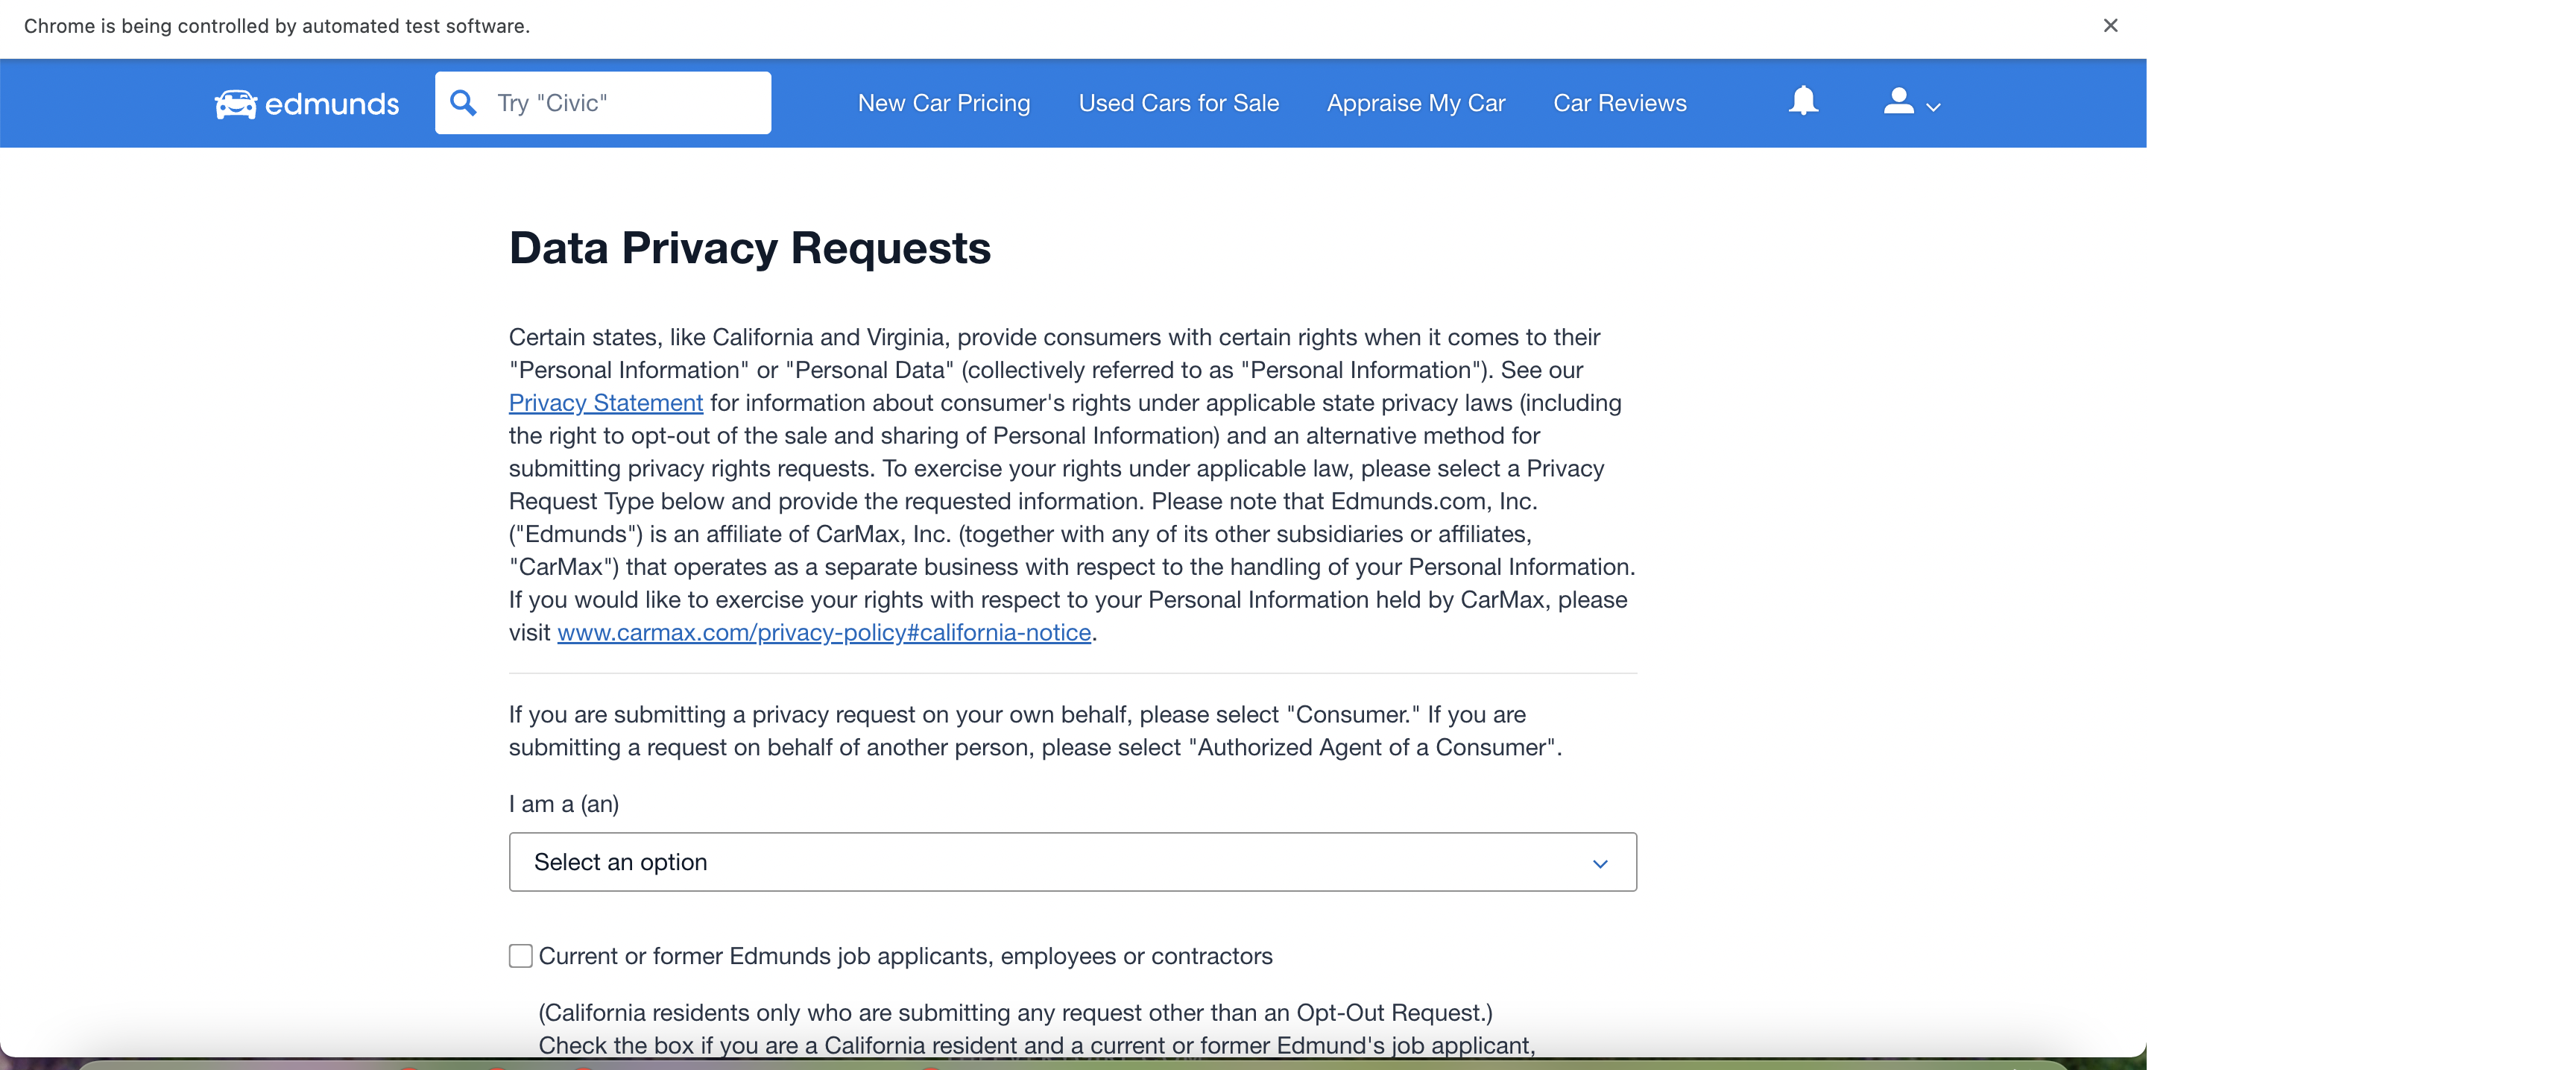 Chrome is being controlled by automated test software.
edmunds
Try "Civic"
New Car Pricing
Used Cars for Sale
Appraise My Car
Car Reviews
Data Privacy Requests
Certain states, like California and Virginia, provide consumers with certain rights when it comes to their
"Personal Information" or "Personal Data" (collectively referred to as "Personal Information"). See our
Privacy Statement for information about consumer's rights under applicable state privacy laws (including
the right to opt-out of the sale and sharing of Personal Information) and an alternative method for
submitting privacy rights requests. To exercise your rights under applicable law, please select a Privacy
Request Type below and provide the requested information. Please note that Edmunds.com, Inc.
("Edmunds") is an affiliate of CarMax, Inc. (together with any of its other subsidiaries or affiliates,
"CarMax") that operates as a separate business with respect to the handling of your Personal Information.
If you would like to exercise your rights with respect to your Personal Information held by CarMax, please
visit www.carmax.com/privacy-policy#california-notice.
If you are submitting a privacy request on your own behalf, please select "Consumer." If you are
submitting a request on behalf of another person, please select "Authorized Agent of a Consumer".
I am a (an)
Select an option
Current or former Edmunds job applicants, employees or contractors
(California residents only who are submitting any request other than an Opt-Out Request.)
Check the box if you are a California resident and a current or former Edmund's job applicant,